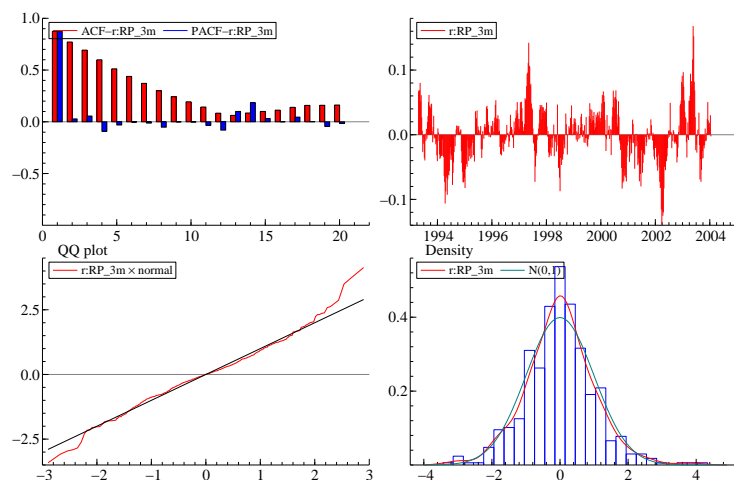 ACF-r:RP_3m PACF-r:RP_3m
1.0
0.5
0.0
−0.5
0 5 10 15 20
r:RP_3m
0.1
0.0
−0.1
1994 1996 1998 2000 2002 2004
QQ plot
r:RP_3m × normal
2.5
0.0
−2.5
−3 −2 −1 0 1 2 3
Density
r:RP_3m N(0,1)
0.4
0.2
−4 −2 0 2 4